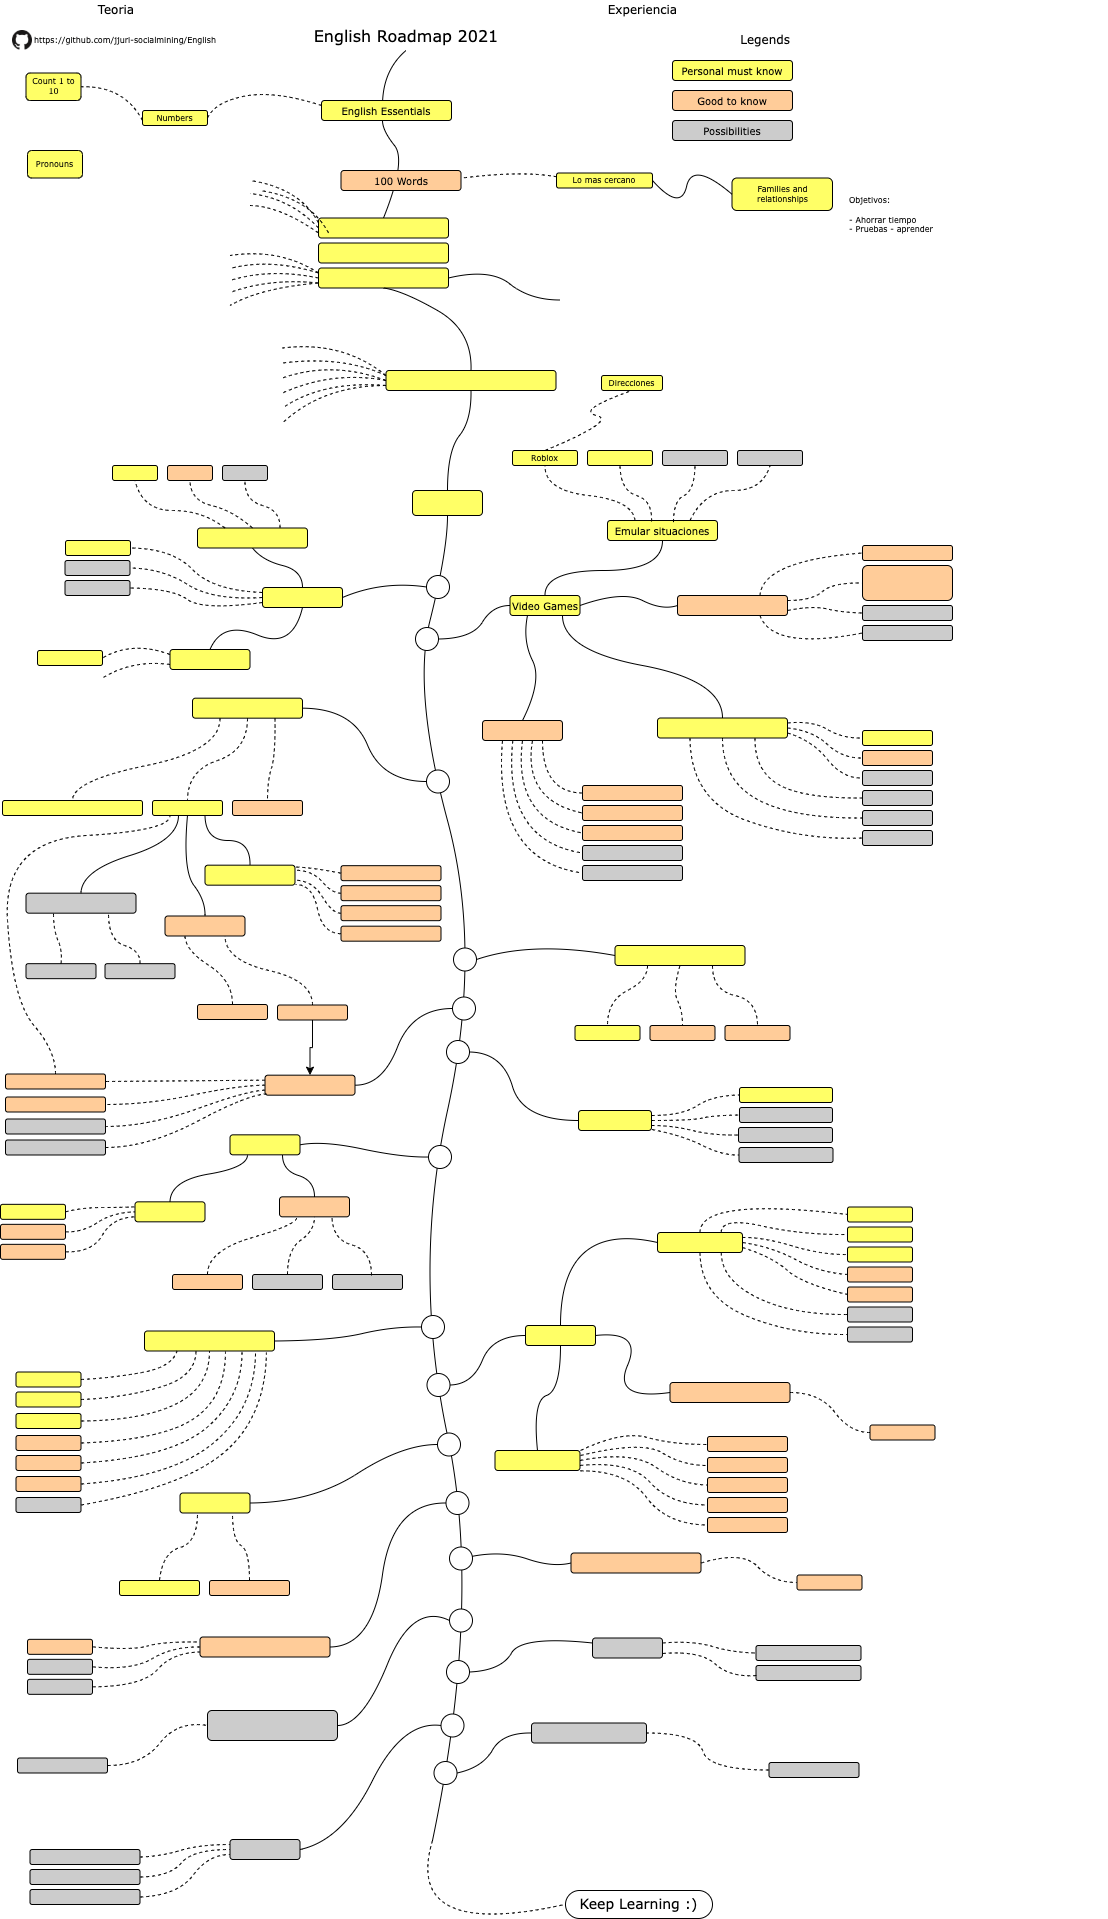 Teoria
Experiencia
https://github.com/jjuri-socialmining/English
English Roadmap 2021
Legends
Personal must know
Good to know
Possibilities
Count 1 to
10
Numbers
English Essentials
Pronouns
100 Words
Lo mas cercano
Families and
relationships
Objetivos:
- Ahorrar tiempo
- Pruebas - aprender
Direcciones
Roblox
Emular situaciones
Video Games
Keep Learning :)